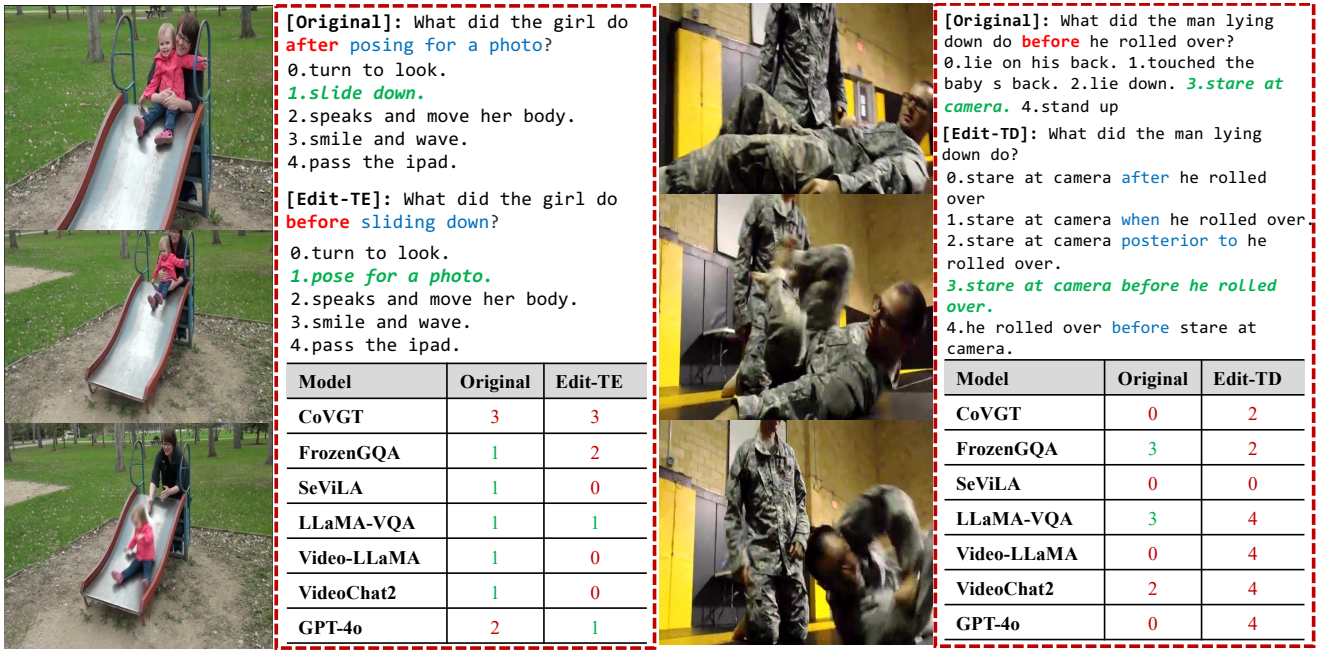 [Original]: What did the girl do
after posing for a photo?
0.turn to look.
1.slide down.
2.speaks and move her body.
3.smile and wave.
4.pass the ipad.
[Edit-TE]: What did the girl do
before sliding down?
0.turn to look.
1.pose for a photo.
2.speaks and move her body.
3.smile and wave.
4.pass the ipad.
Model Original Edit-TE
CoVGT 3 3
FrozenGQA 1 2
SeViLA 1 0
LLaMA-VQA 1 1
Video-LLaMA 1 0
VideoChat2 1 0
GPT-4o 2 1
[Original]: What did the man lying
down do before he rolled over?
0.lie on his back. 1.touched the
baby s back. 2.lie down. 3.stare at
camera. 4.stand up
[Edit-TD]: What did the man lying
down do?
0.stare at camera after he rolled
over
1.stare at camera when he rolled over.
2.stare at camera posterior to he
rolled over.
3.stare at camera before he rolled
over.
4.he rolled over before stare at
camera.
Model Original Edit-TD
CoVGT 0 2
FrozenGQA 3 2
SeViLA 0 0
LLaMA-VQA 3 4
Video-LLaMA 0 4
VideoChat2 2 4
GPT-4o 0 4